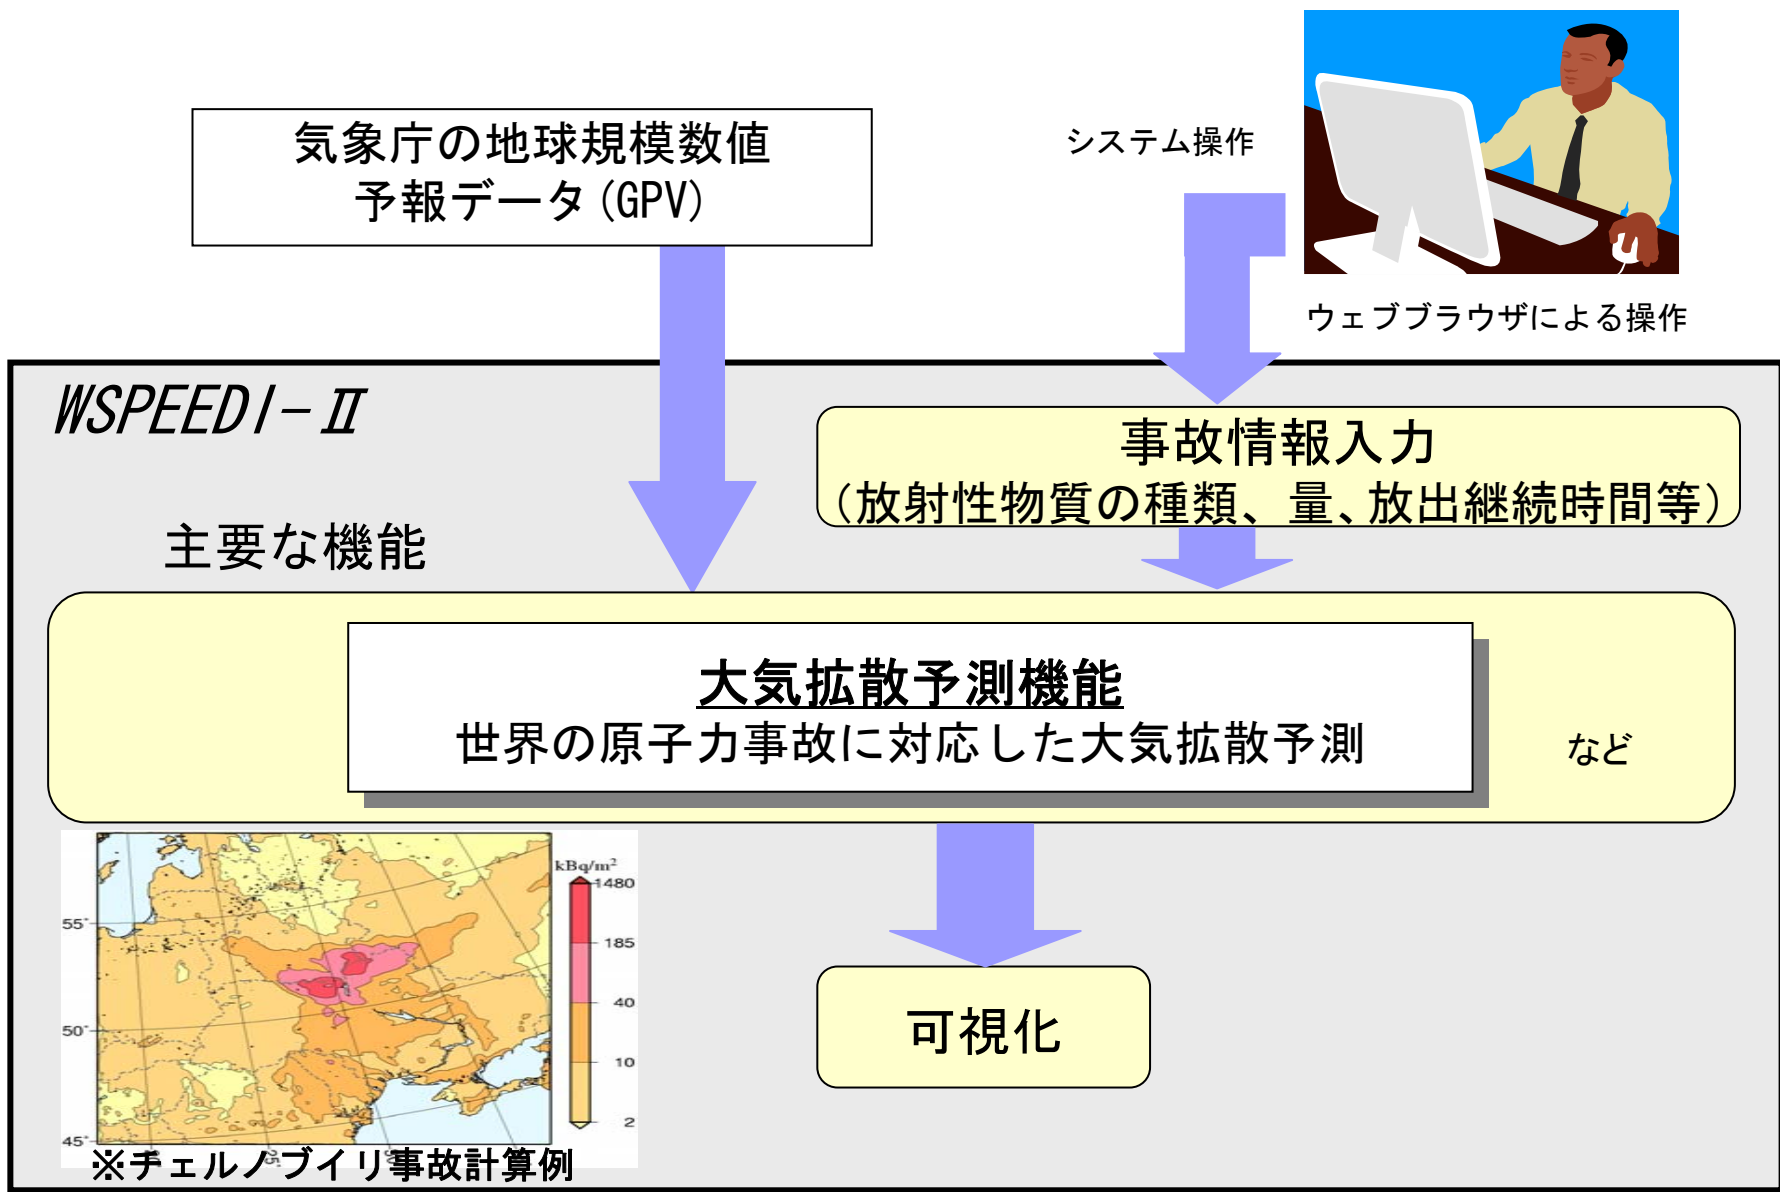 気象庁の地球規模数値
予報データ(GPV)
システム操作
ウェブブラウザによる操作
WSPEEDI-Ⅱ
事故情報入力
(放射性物質の種類、量、放出継続時間等)
主要な機能
大気拡散予測機能
世界の原子力事故に対応した大気拡散予測
など
kBq/m²
1480
185
40
10
2
55°
50°
45°
25°
※チェルノブイリ事故計算例
可視化